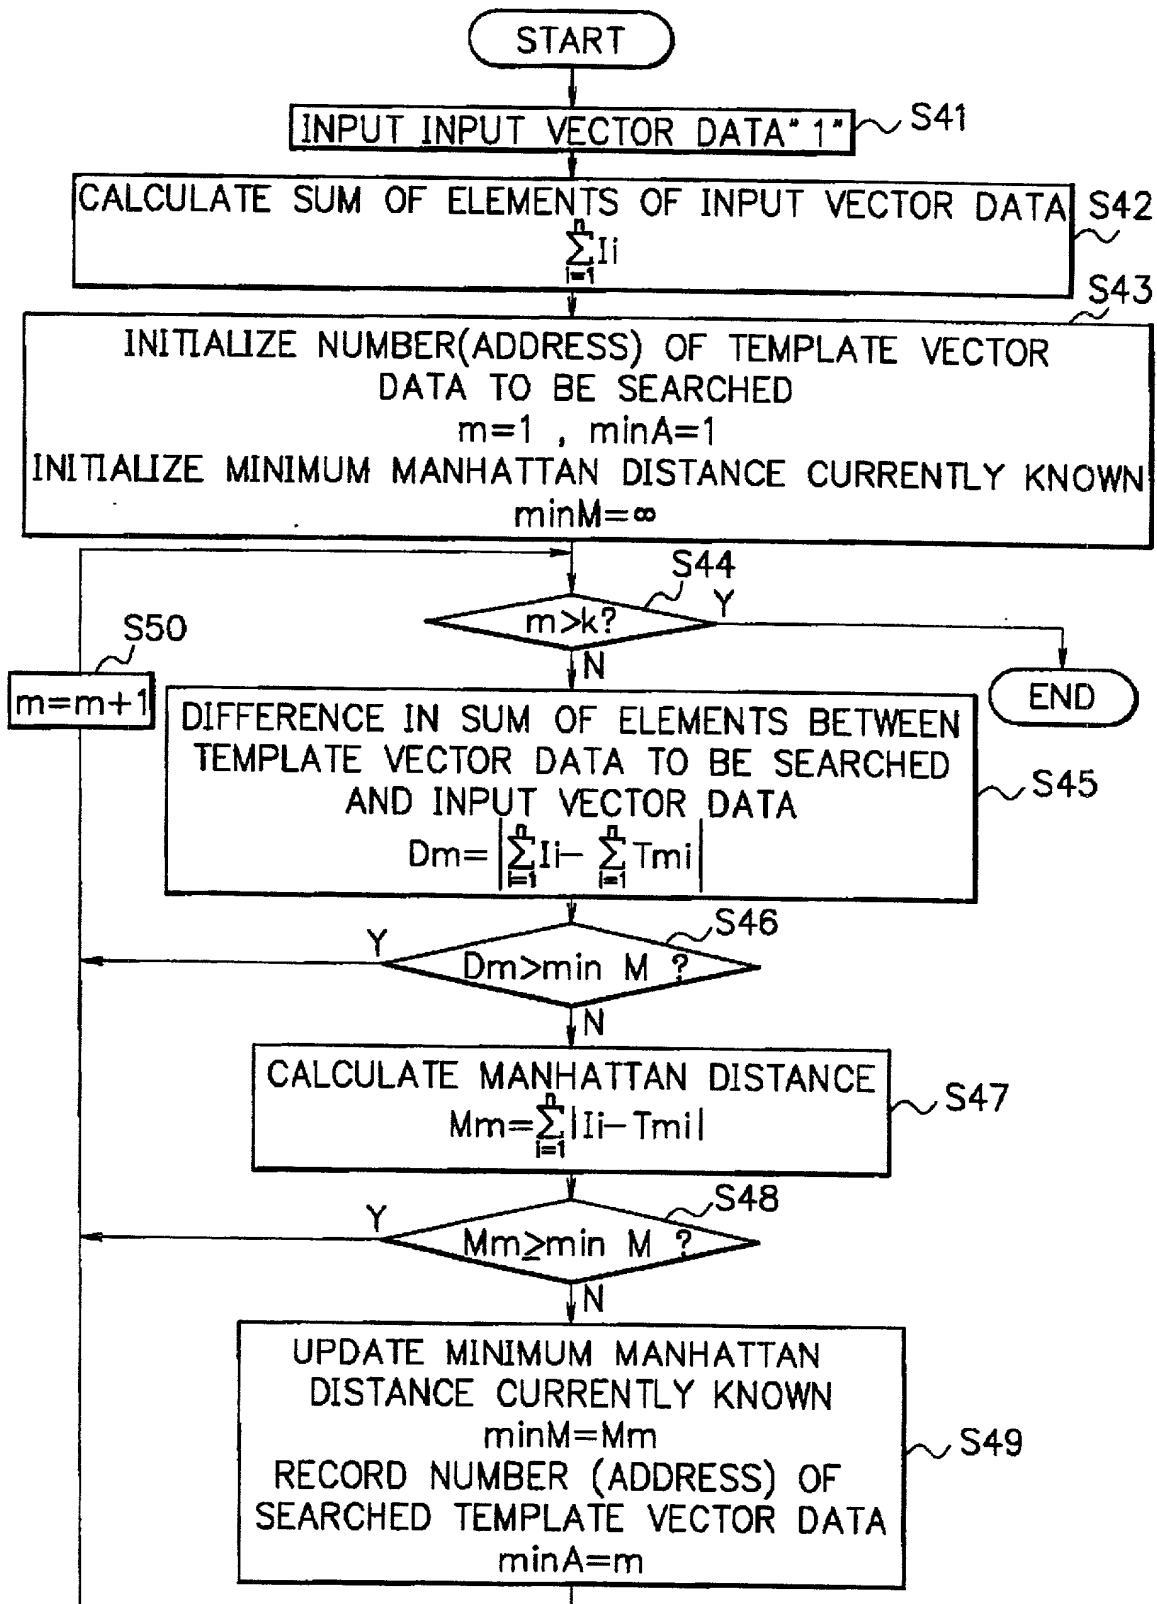 START
INPUT INPUT VECTOR DATA"1"
S41
CALCULATE SUM OF ELEMENTS OF INPUT VECTOR DATA
S42
n
∑Ii
i=1
S43
INITIALIZE NUMBER(ADDRESS) OF TEMPLATE VECTOR
DATA TO BE SEARCHED
m=1 , minA=1
INITIALIZE MINIMUM MANHATTAN DISTANCE CURRENTLY KNOWN
minM=∞
S44
m>k?
Y
N
S50
m=m+1
END
DIFFERENCE IN SUM OF ELEMENTS BETWEEN
TEMPLATE VECTOR DATA TO BE SEARCHED
AND INPUT VECTOR DATA
S45
n n
Dm=|∑Ii- ∑Tmi|
i=1 i=1
S46
Y
Dm>min M ?
N
CALCULATE MANHATTAN DISTANCE
S47
n
Mm=∑|Ii-Tmi|
i=1
S48
Y
Mm≥min M ?
N
UPDATE MINIMUM MANHATTAN
DISTANCE CURRENTLY KNOWN
minM=Mm
S49
RECORD NUMBER (ADDRESS) OF
SEARCHED TEMPLATE VECTOR DATA
minA=m